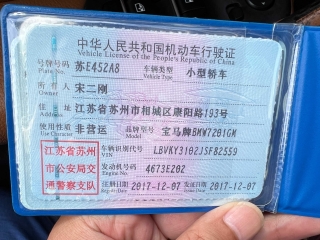 中华人民共和国机动车行驶证
Vehicle License of the People's Republic of China
号牌号码 苏E452A8 车辆类型 小型轿车
Plate No. Vehicle Type
所有人 宋二刚
Owner
住址 江苏省苏州市相城区康阳路193号
Address
使用性质 非营运 品牌型号 宝马牌BMW7201GM
Use Character Model
江苏省苏州
市公安局交
通警察支队
车辆识别代号 LBVKY3102JSF82559
VIN
发动机号码 4673E202
Engine No.
注册日期 2017-12-07 发证日期 2017-12-07
Register Date Issue Date